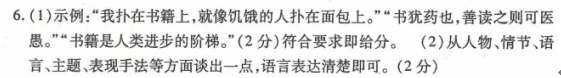 6.(1)示例:“我扑在书籍上,就像饥饿的人扑在面包上。”“书犹药也,善读之则可医
愚。”“书籍是人类进步的阶梯。”(2 分)符合要求即给分。 (2)从人物、情节、语
言、主题、表现手法等方面谈出一点,语言表达清楚即可。(2 分)